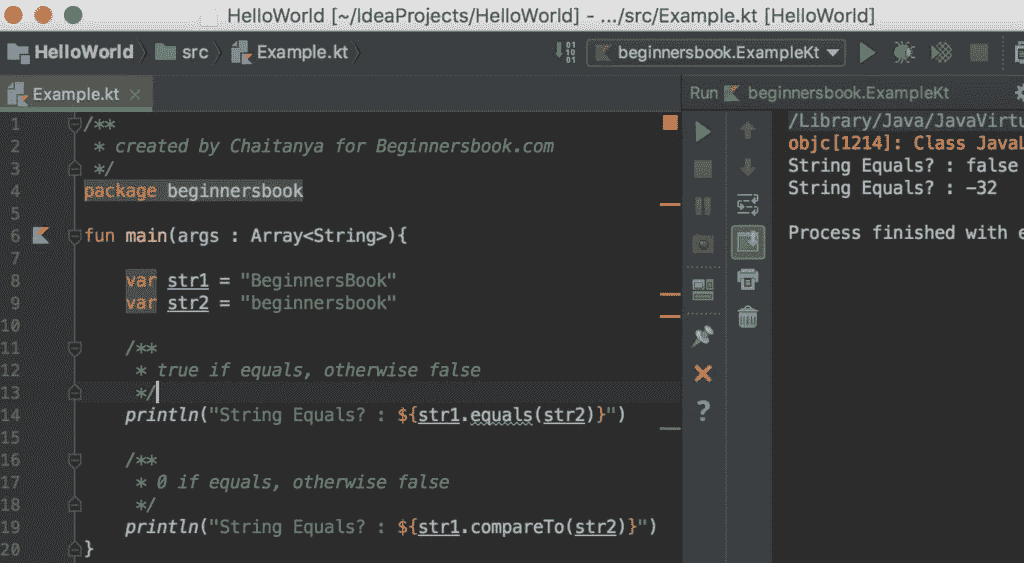 HelloWorld [~/IdeaProjects/HelloWorld] - .../src/Example.kt [HelloWorld]
HelloWorld src Example.kt beginnersbook.ExampleKt
Example.kt
Run beginnersbook.ExampleKt
1 /**
2 * created by Chaitanya for Beginnersbook.com
3 */
4 package beginnersbook
5
6 fun main(args : Array<String>){
7
8 var str1 = "BeginnersBook"
9 var str2 = "beginnersbook"
10
11 /**
12 * true if equals, otherwise false
13 */
14 println("String Equals? : ${str1.equals(str2)}")
15
16 /**
17 * 0 if equals, otherwise false
18 */
19 println("String Equals? : ${str1.compareTo(str2)}")
20 }
/Library/Java/JavaVirtu
objc[1214]: Class JavaL
String Equals? : false
String Equals? : -32
Process finished with e